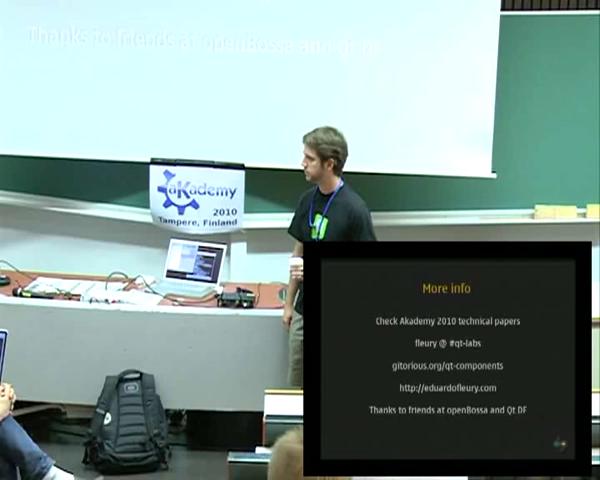 Thanks to friends at openBossa and Qt DF
aKademy
2010
Tampere, Finland
More info
Check Akademy 2010 technical papers
fleury @ #qt-labs
gitorious.org/qt-components
http://eduardofleury.com
Thanks to friends at openBossa and Qt DF